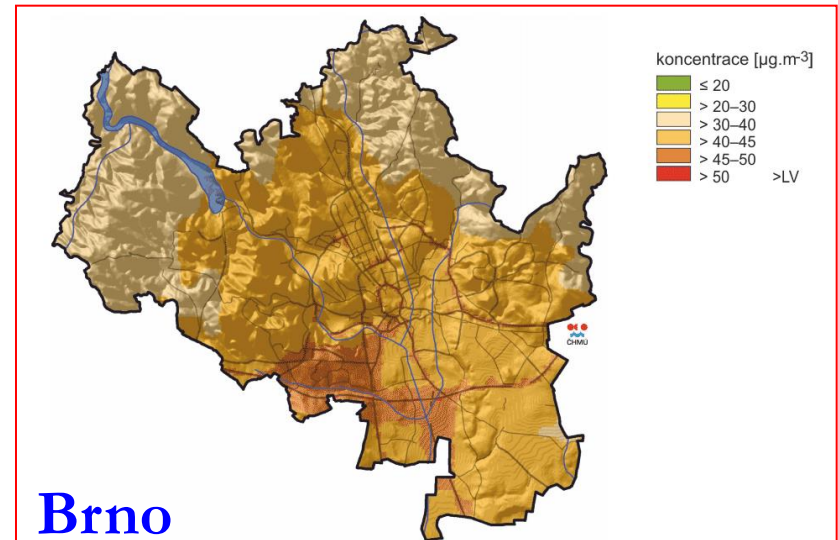 koncentrace [µg.m-3]
≤ 20
> 20–30
> 30–40
> 40–45
> 45–50
> 50 >LV
ČHMÚ
Brno